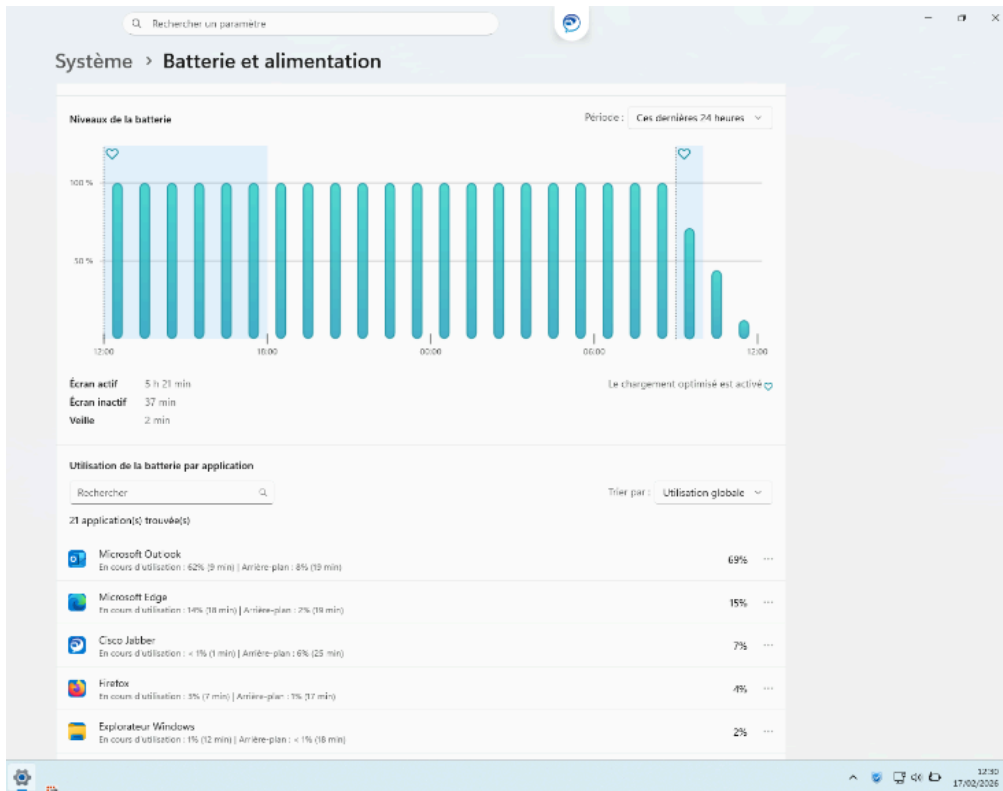 Rechercher un paramètre
Système > Batterie et alimentation
Niveaux de la batterie
Période : Ces dernières 24 heures
100 %
50 %
12:00 18:00 00:00 06:00 12:00
Écran actif 5 h 21 min
Le chargement optimisé est activé
Écran inactif 37 min
Veille 2 min
Utilisation de la batterie par application
Rechercher
Trier par : Utilisation globale
21 application(s) trouvée(s)
Microsoft Outlook
En cours d'utilisation : 62% (9 min) | Arrière-plan : 8% (19 min)
69%
Microsoft Edge
En cours d'utilisation : 14% (18 min) | Arrière-plan : 2% (19 min)
15%
Cisco Jabber
En cours d'utilisation : < 1% (1 min) | Arrière-plan : 6% (25 min)
7%
Firefox
En cours d'utilisation : 3% (7 min) | Arrière-plan : 1% (17 min)
4%
Explorateur Windows
En cours d'utilisation : 1% (12 min) | Arrière-plan : < 1% (18 min)
2%
12:30
17/02/2026